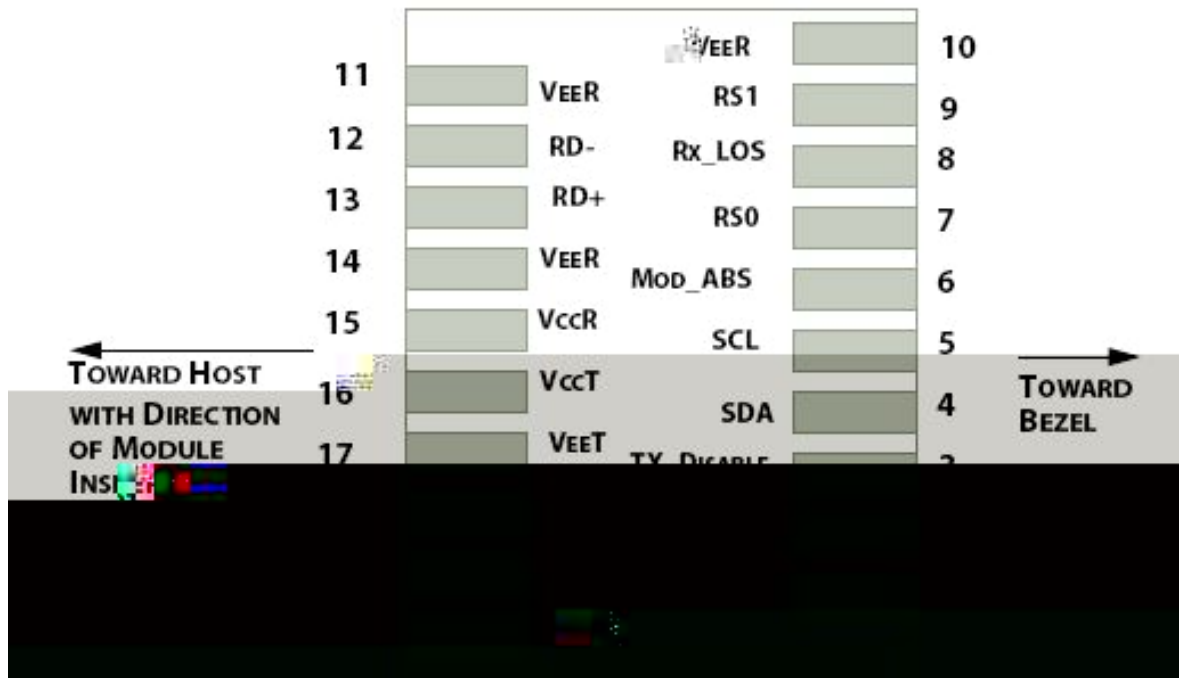 VEER 10
11 VEER
RS1 9
12 RD-
Rx_LOS 8
13 RD+
RS0 7
14 VEER
MOD_ABS 6
15 VCCR
SCL 5
TOWARD HOST
WITH DIRECTION
OF MODULE
16 VCCT
SDA 4
TOWARD
BEZEL
17 VEET
TX_DISABLE